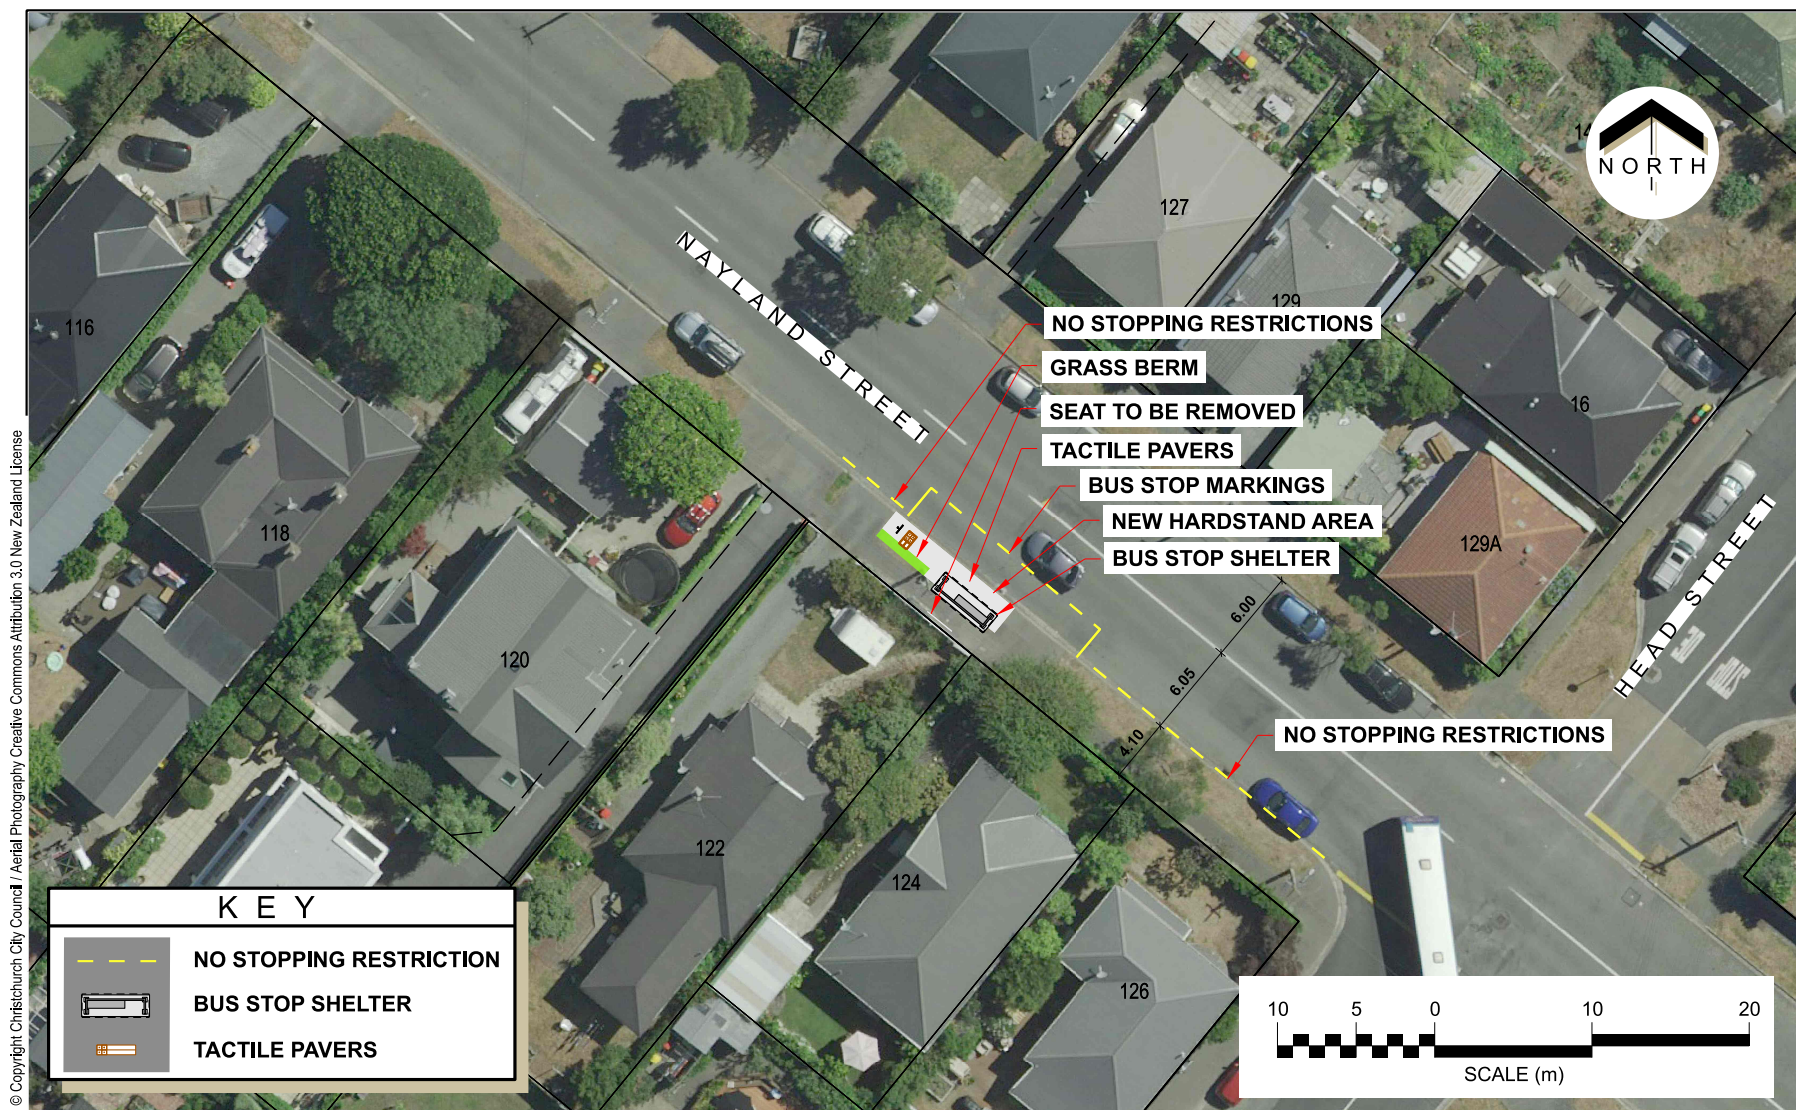 NORTH
127
129
116
16
118
129A
120
122
124
126
NAYLAND STREET
HEAD STREET
NO STOPPING RESTRICTIONS
GRASS BERM
SEAT TO BE REMOVED
TACTILE PAVERS
BUS STOP MARKINGS
NEW HARDSTAND AREA
BUS STOP SHELTER
6.00
6.05
4.10
NO STOPPING RESTRICTIONS
KEY
NO STOPPING RESTRICTION
BUS STOP SHELTER
TACTILE PAVERS
10 5 0 10 20
SCALE (m)
© Copyright Christchurch City Council / Aerial Photography Creative Commons Attribution 3.0 New Zealand License